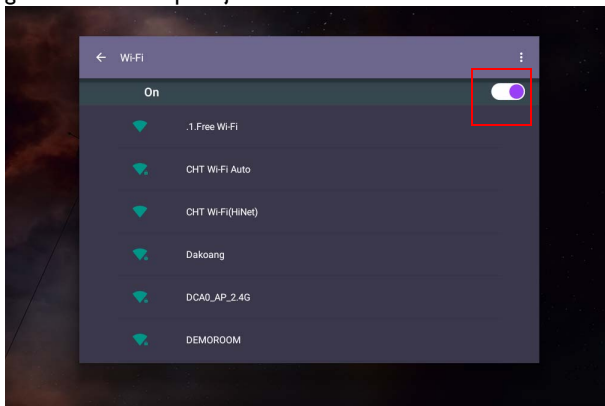 Wi-Fi
On
.1.Free Wi-Fi
CHT Wi-Fi Auto
CHT Wi-Fi(HiNet)
Dakoang
DCA0_AP_2.4G
DEMOROOM